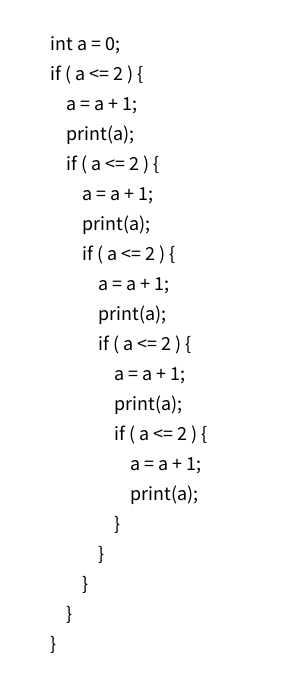 int a = 0;
if ( a <= 2 ) {
a = a + 1;
print(a);
if ( a <= 2 ) {
a = a + 1;
print(a);
if ( a <= 2 ) {
a = a + 1;
print(a);
if ( a <= 2 ) {
a = a + 1;
print(a);
if ( a <= 2 ) {
a = a + 1;
print(a);
}
}
}
}
}